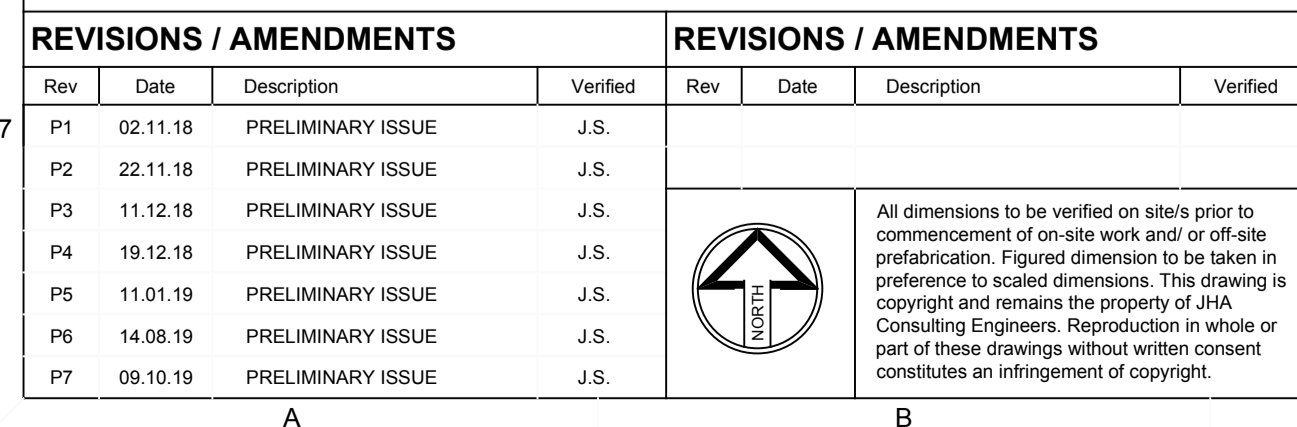 REVISIONS / AMENDMENTS
Rev Date Description Verified
P1 02.11.18 PRELIMINARY ISSUE J.S.
P2 22.11.18 PRELIMINARY ISSUE J.S.
P3 11.12.18 PRELIMINARY ISSUE J.S.
P4 19.12.18 PRELIMINARY ISSUE J.S.
P5 11.01.19 PRELIMINARY ISSUE J.S.
P6 14.08.19 PRELIMINARY ISSUE J.S.
P7 09.10.19 PRELIMINARY ISSUE J.S.
REVISIONS / AMENDMENTS
Rev Date Description Verified
NORTH
All dimensions to be verified on site/s prior to
commencement of on-site work and/ or off-site
prefabrication. Figured dimension to be taken in
preference to scaled dimensions. This drawing is
copyright and remains the property of JHA
Consulting Engineers. Reproduction in whole or
part of these drawings without written consent
constitutes an infringement of copyright.
7
A
B